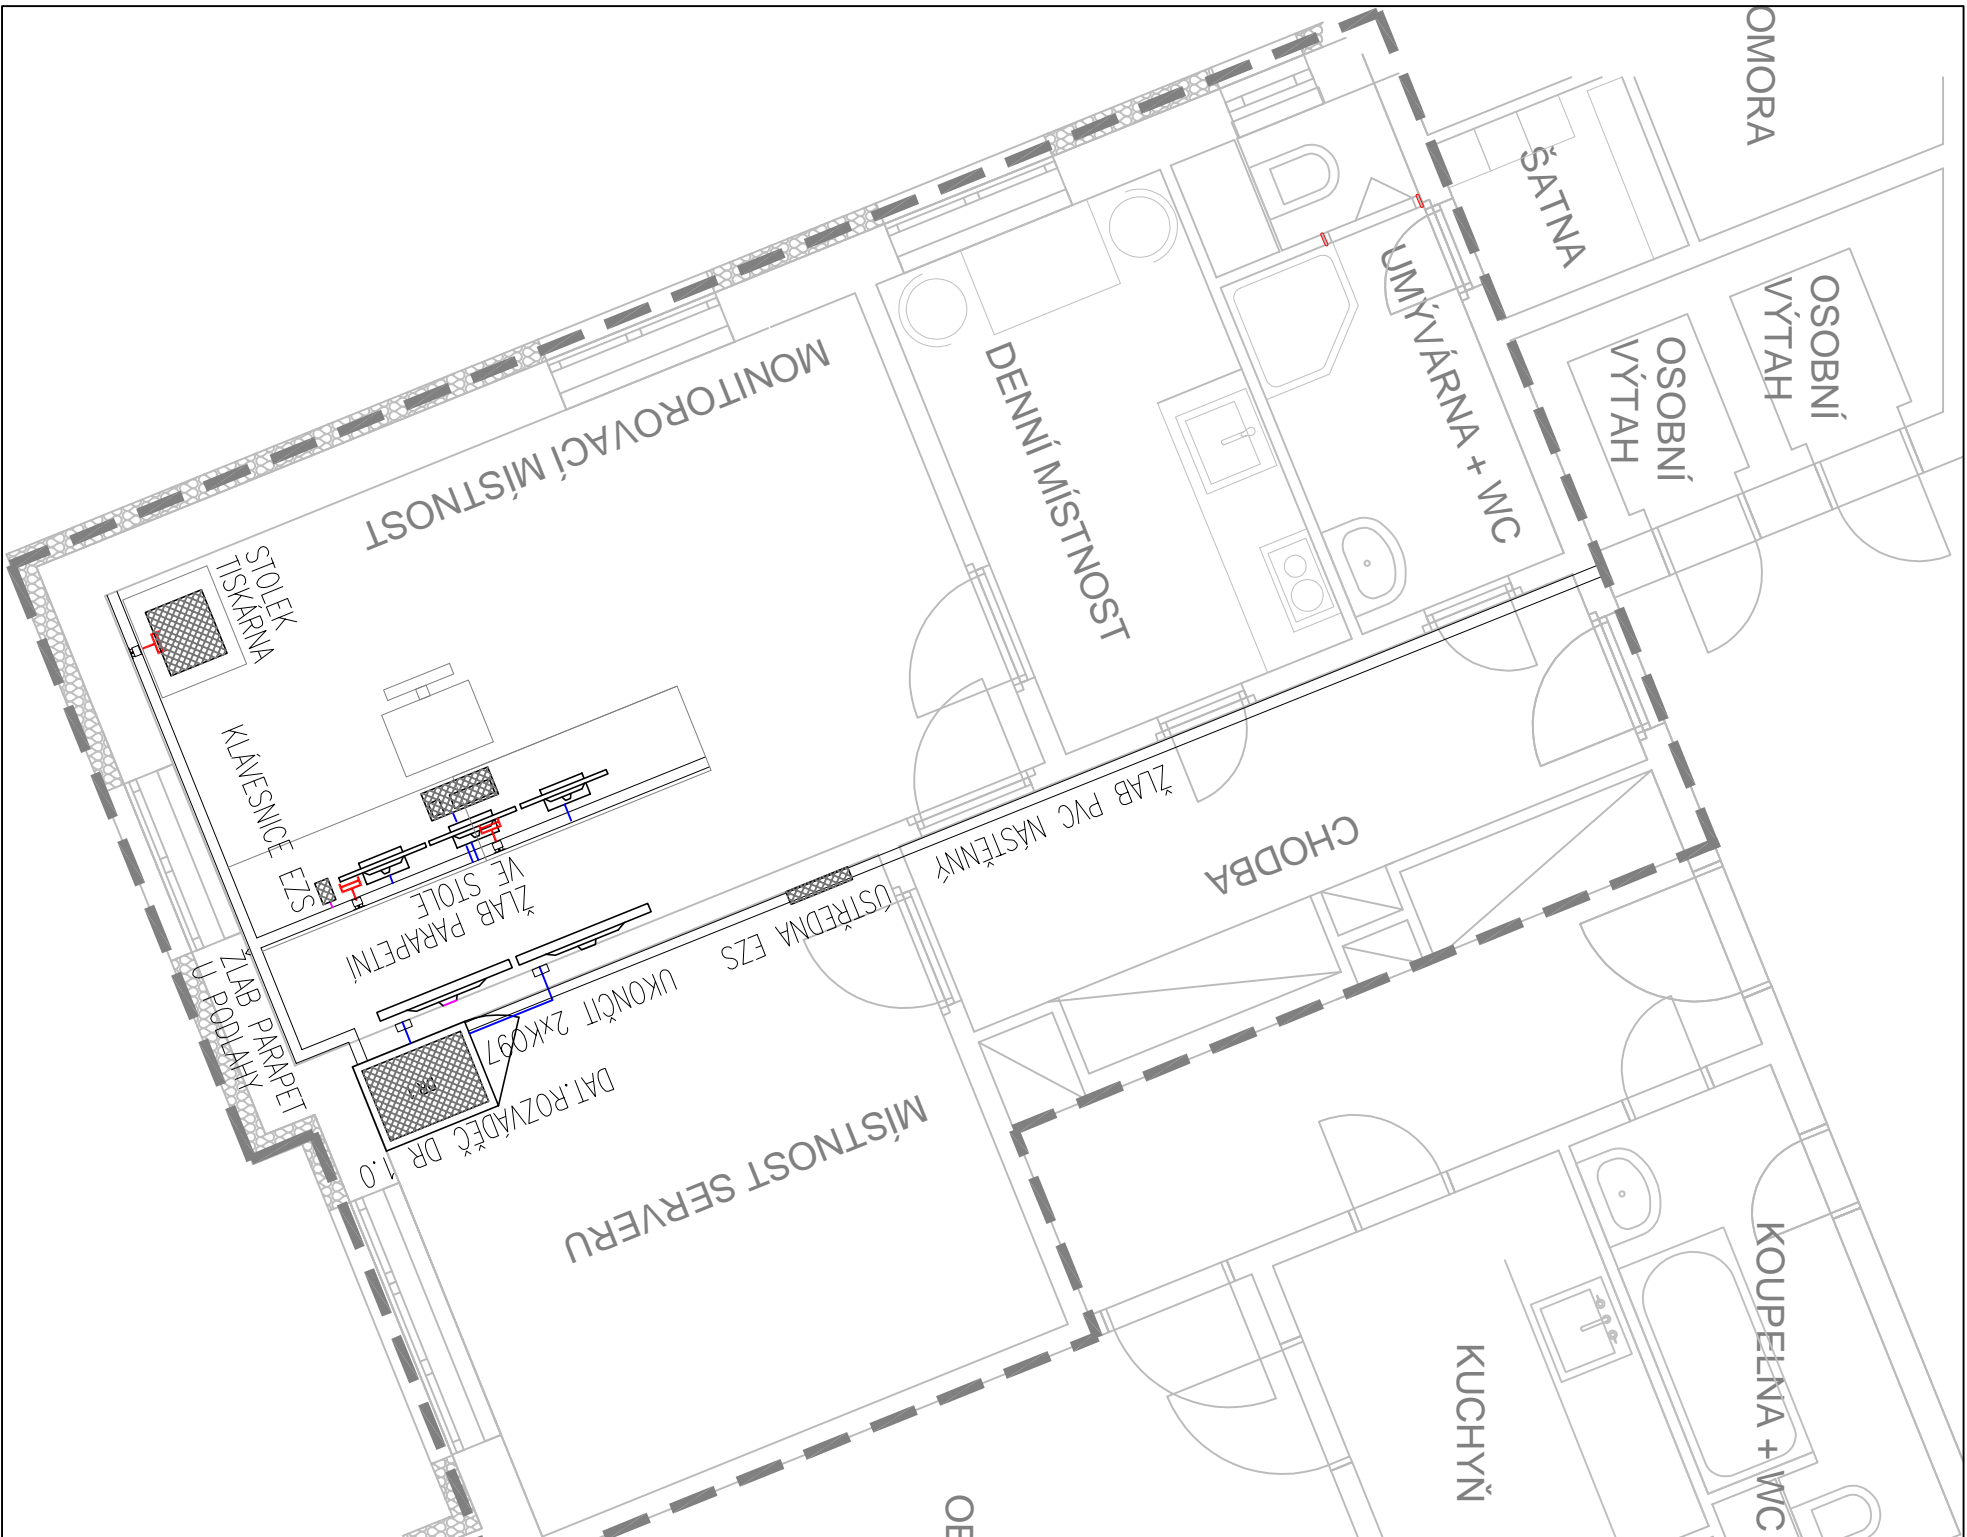 OMORA
ŠATNA
OSOBNÍ
VÝTAH
OSOBNÍ
VÝTAH
UMÝVÁRNA + WC
DENNÍ MÍSTNOST
MONITOROVACÍ MÍSTNOST
STOLEK
TISKÁRNA
KLÁVESNICE EZS
ŽLAB PARAPETNÍ
VE STOLE
ŽLAB PARAPET
U PODLAHY
ŽLAB PVC NÁSTĚNNÝ
ÚSTŘEDNA EZS
UKONČIT 2xKO97
DAT.ROZVÁDĚČ DR 1.0
CHODBA
MÍSTNOST SERVERU
KUCHYŇ
KOUPELNA + WC
OB